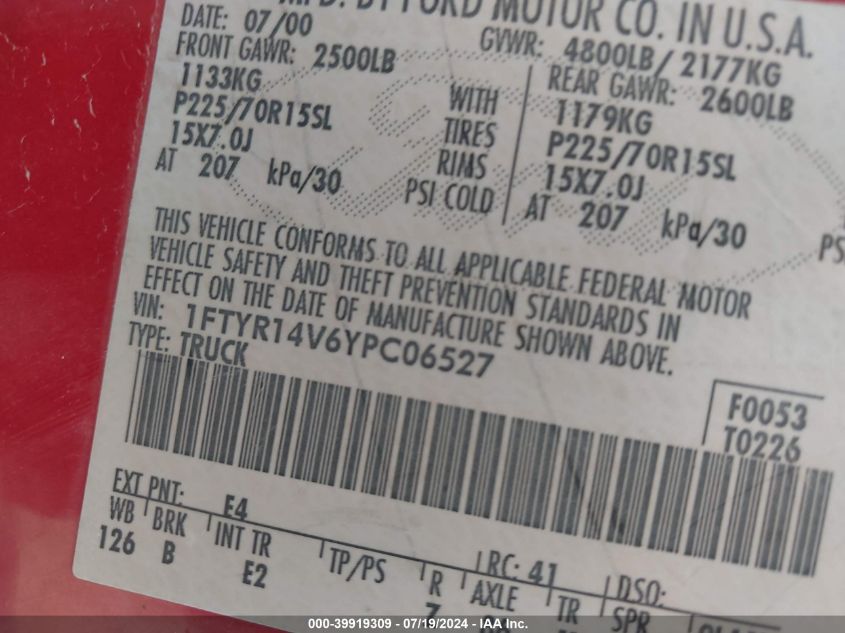 MFD. BY FORD MOTOR CO. IN U.S.A.
DATE: 07/00 GVWR: 4800LB/ 2177KG
FRONT GAWR: 2500LB REAR GAWR: 2600LB
1133KG WITH 1179KG
P225/70R15SL TIRES P225/70R15SL
15X7.0J RIMS 15X7.0J
AT 207 kPa/30 PSI COLD AT 207 kPa/30 PS
THIS VEHICLE CONFORMS TO ALL APPLICABLE FEDERAL MOTOR
VEHICLE SAFETY AND THEFT PREVENTION STANDARDS IN
EFFECT ON THE DATE OF MANUFACTURE SHOWN ABOVE.
VIN: 1FTYR14V6YPC06527
TYPE: TRUCK
F0053
T0226
EXT PNT: E4 RC: 41 DSO:
WB BRK INT TR TP/PS R AXLE TR SPR
126 B E2 7
000-39919309 - 07/19/2024 - IAA Inc.